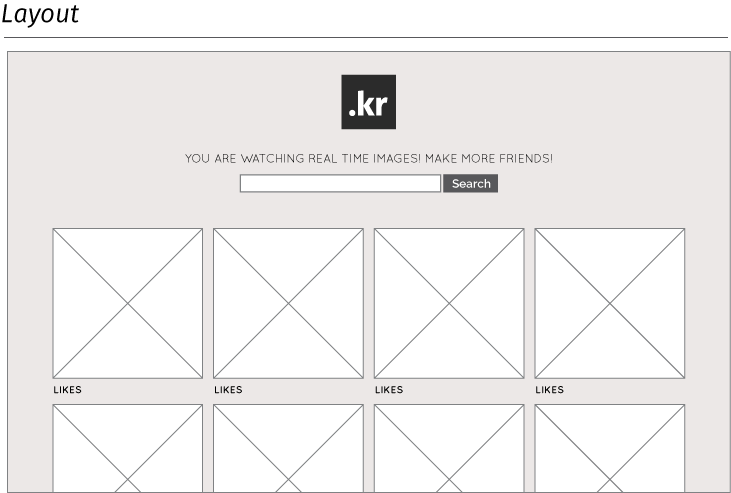 Layout
.kr
YOU ARE WATCHING REAL TIME IMAGES! MAKE MORE FRIENDS!
Search
LIKES LIKES LIKES LIKES